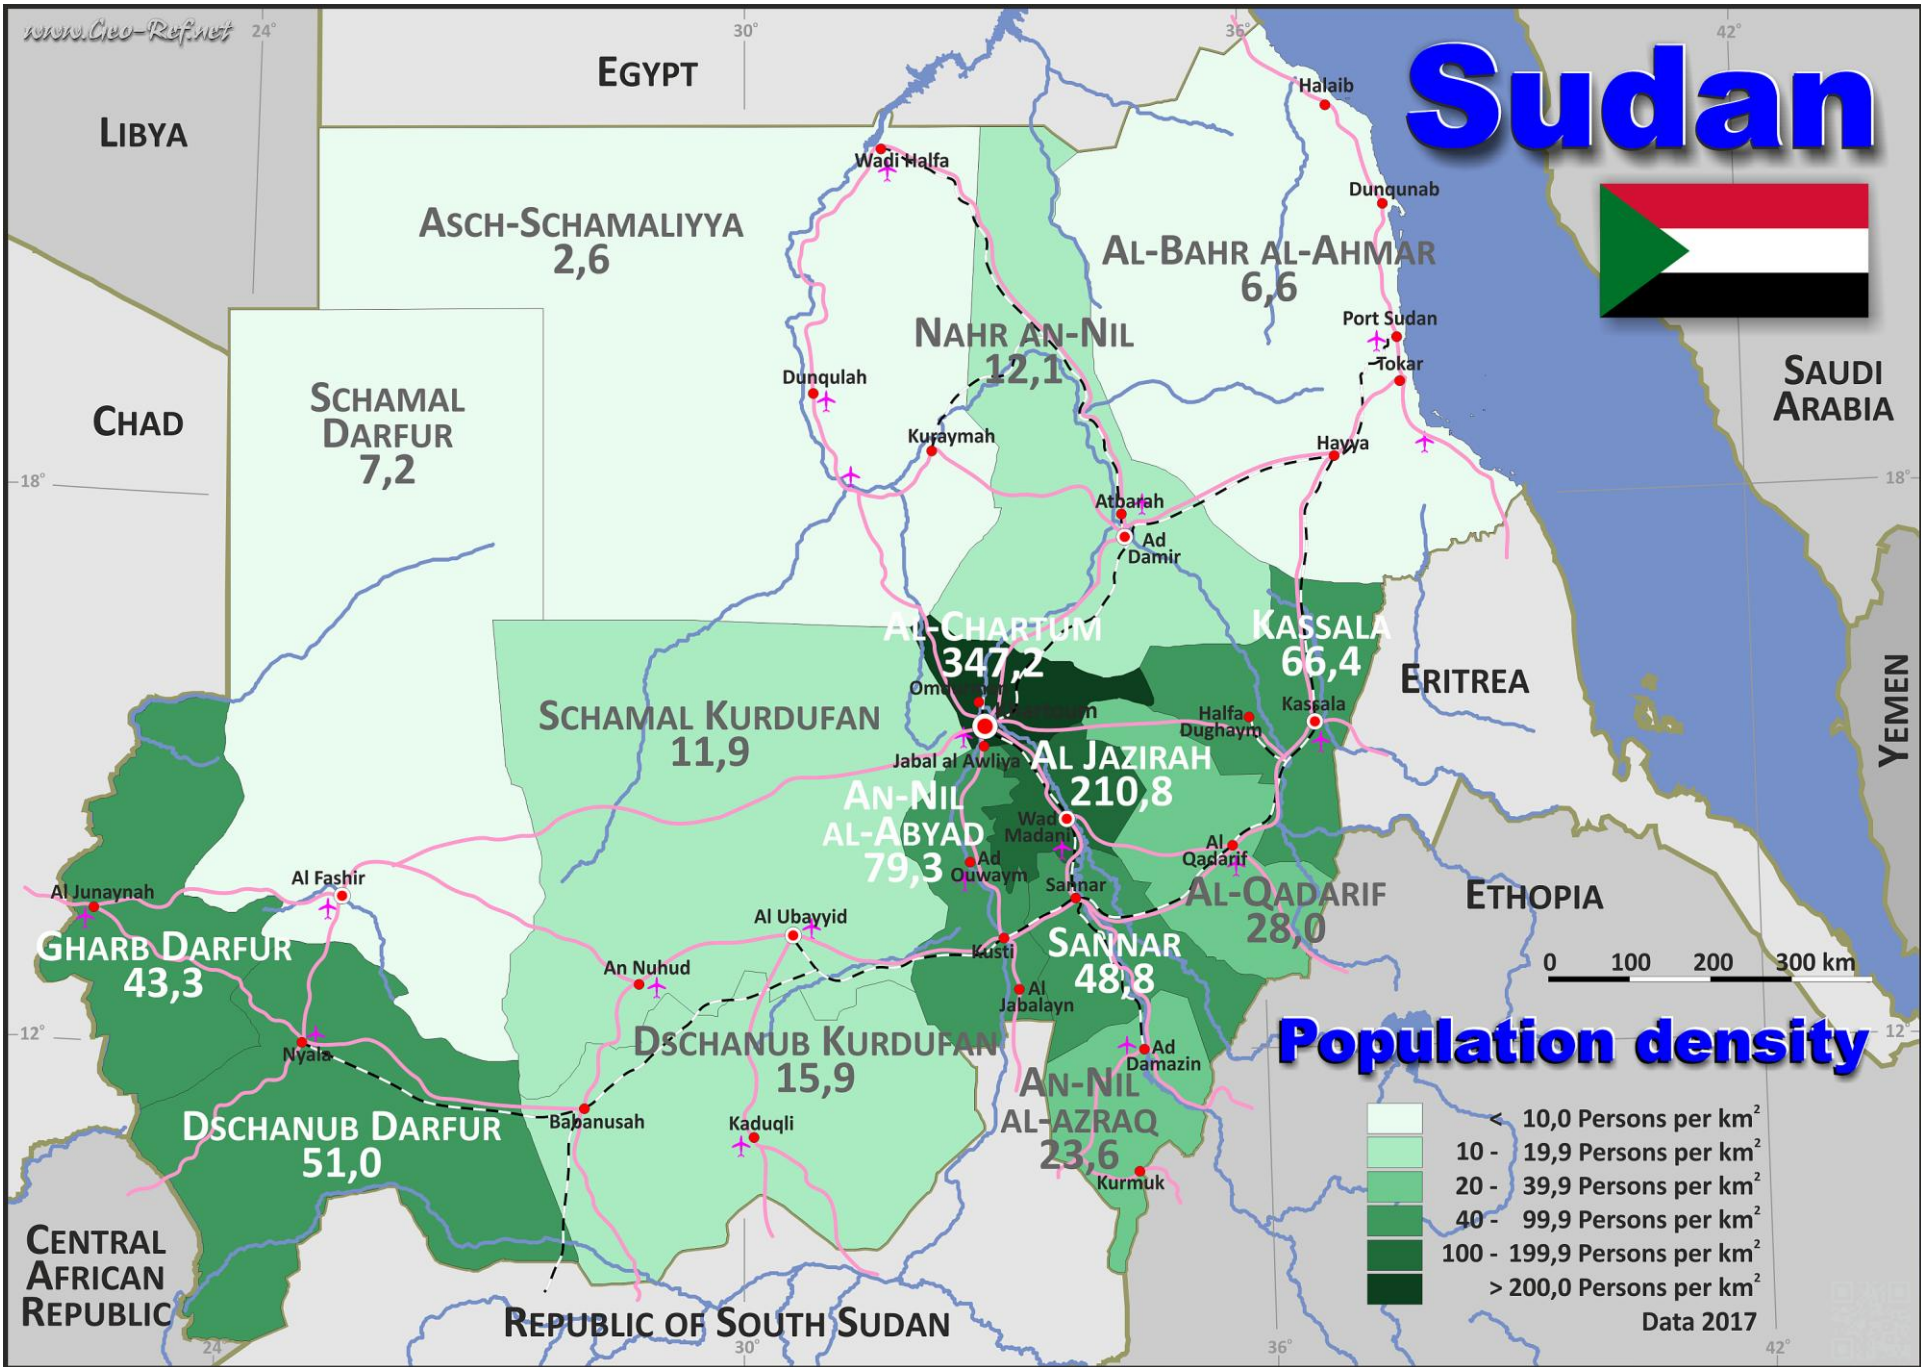 www.Geo-Ref.net
24°
30°
36°
42°
Sudan
EGYPT
LIBYA
Halaib
Wadi Halfa
Dunqunab
ASCH-SCHAMALIYYA
2,6
AL-BAHR AL-AHMAR
6,6
NAHR AN-NIL
12,1
Port Sudan
Tokar
SAUDI
ARABIA
Dunqulah
SCHAMAL
DARFUR
7,2
CHAD
Kuraymah
Hayya
18°
18°
Atbarah
Ad
Damir
AL-CHARTUM
347,2
KASSALA
66,4
ERITREA
YEMEN
SCHAMAL KURDUFAN
11,9
Halfa
Dughaym
Kassala
Jabal al Awliya
AL JAZIRAH
210,8
AN-NIL
AL-ABYAD
79,3
Wad
Madani
Al
Qadarif
Ad
Ouwaym
Al Fashir
Al Junaynah
Sannar
AL-QADARIF
28,0
ETHOPIA
Al Ubayyid
GHARB DARFUR
43,3
An Nuhud
Kusti
SANNAR
48,8
Al
Jabalayn
0 100 200 300 km
12°
12°
Nyala
DSCHANUB KURDUFAN
15,9
Ad
Damazin
Population density
AN-NIL
AL-AZRAQ
23,6
Babanusah
Kaduqli
DSCHANUB DARFUR
51,0
Kurmuk
< 10,0 Persons per km²
10 - 19,9 Persons per km²
20 - 39,9 Persons per km²
40 - 99,9 Persons per km²
100 - 199,9 Persons per km²
> 200,0 Persons per km²
Data 2017
CENTRAL
AFRICAN
REPUBLIC
REPUBLIC OF SOUTH SUDAN
24°
30°
36°
42°